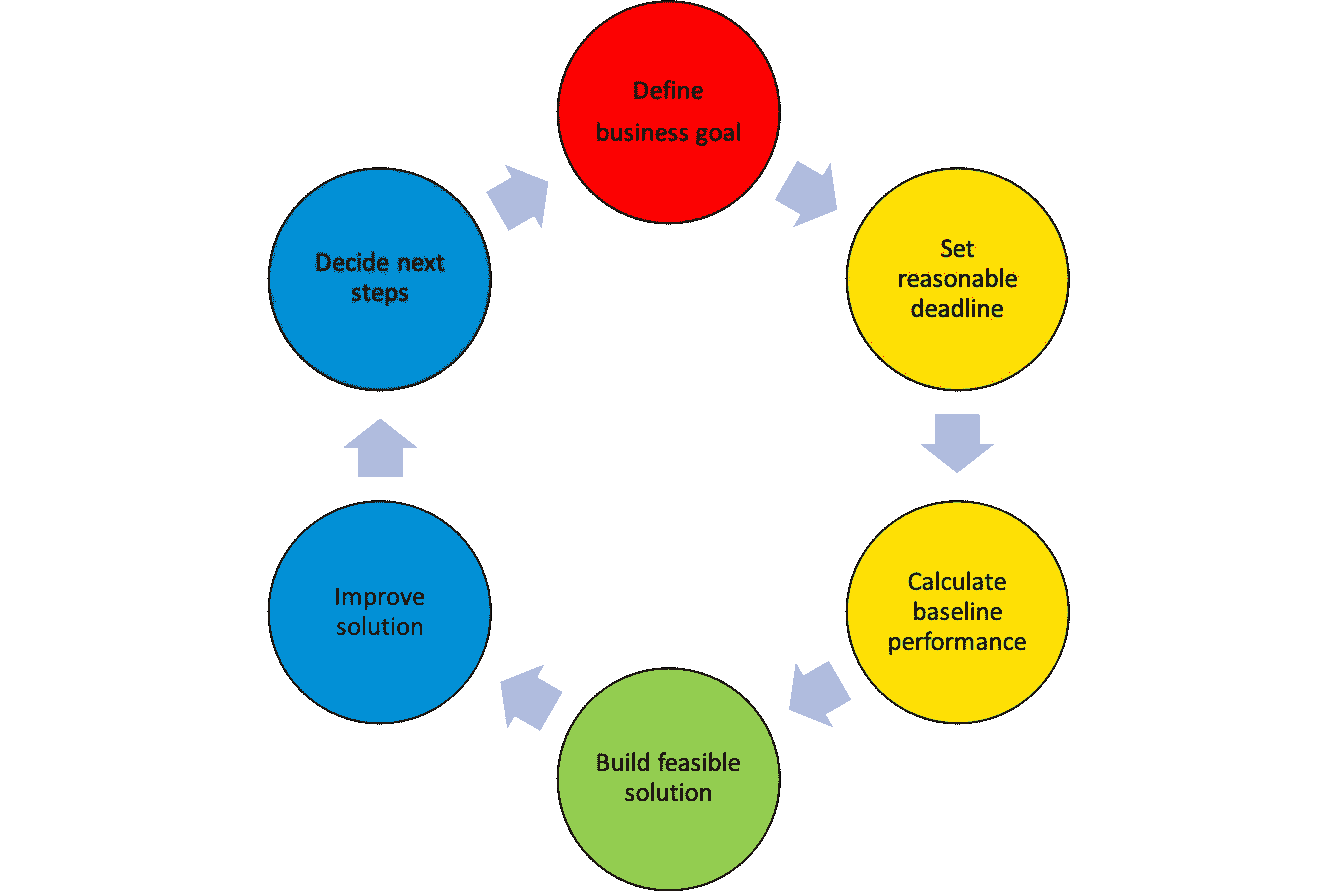 Define
business goal
Set
reasonable
deadline
Calculate
baseline
performance
Build feasible
solution
Improve
solution
Decide next
steps